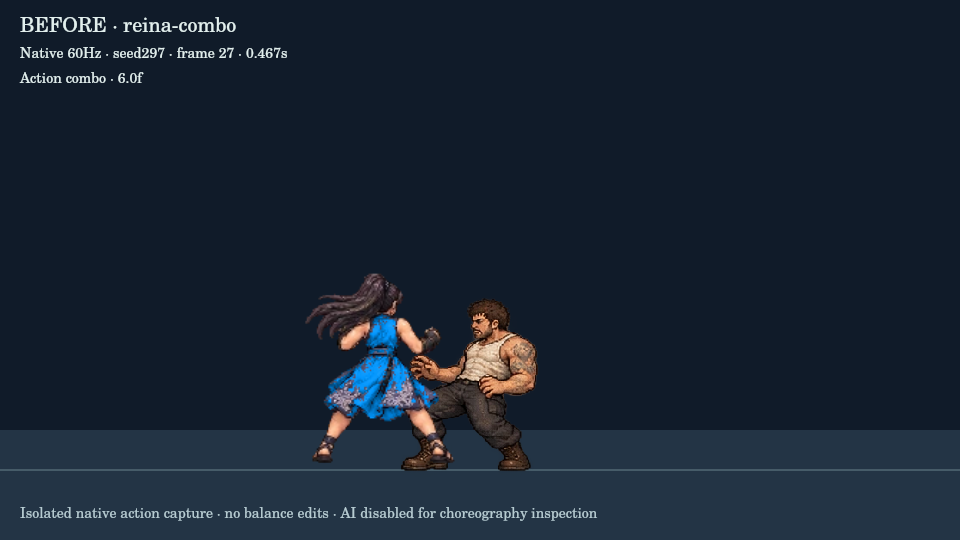 BEFORE · reina-combo
Native 60Hz · seed297 · frame 27 · 0.467s
Action combo · 6.0f
Isolated native action capture · no balance edits · AI disabled for choreography inspection